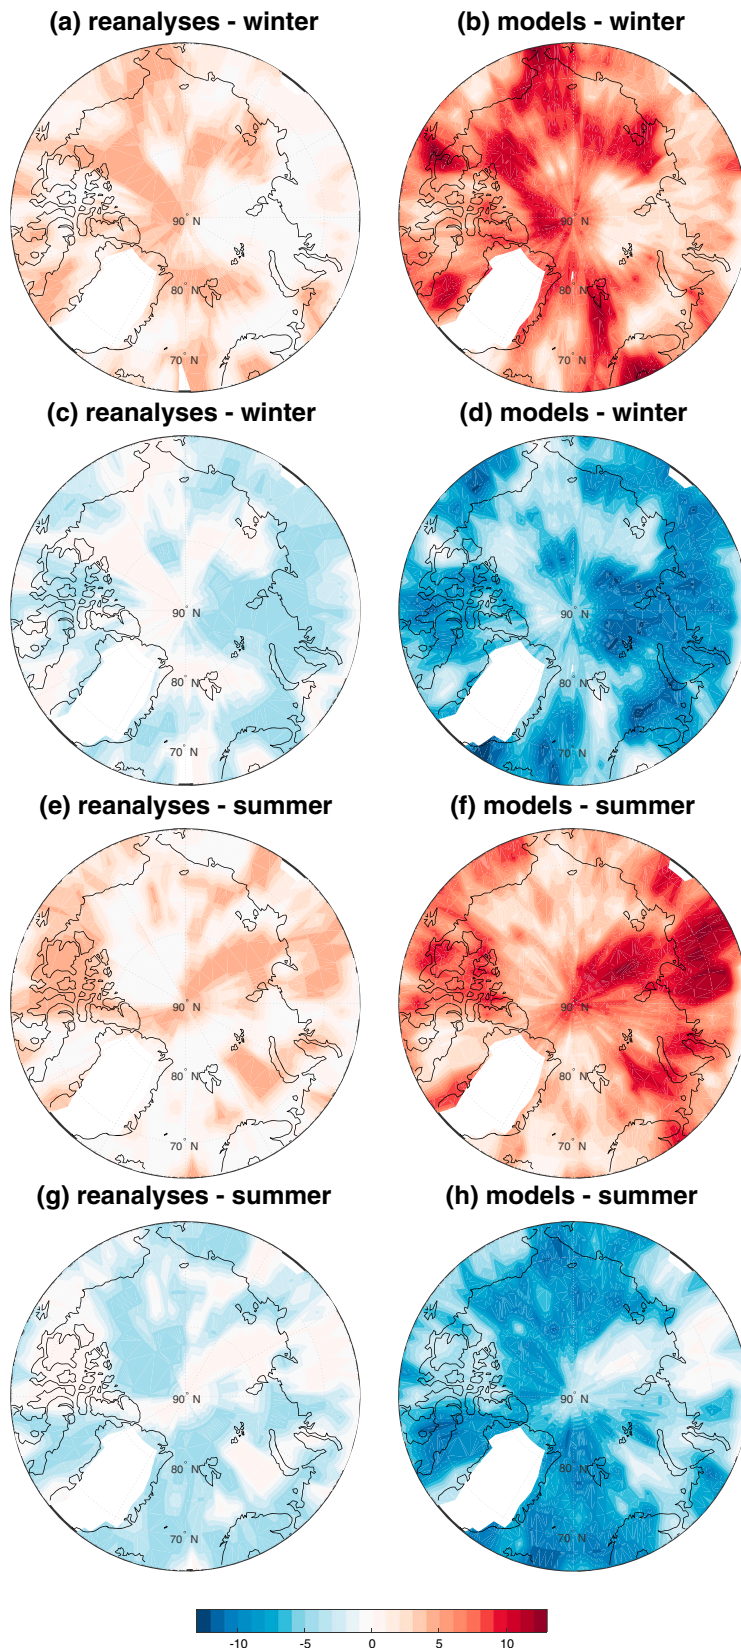 (a) reanalyses - winter
(b) models - winter
90° N
80° N
70° N
90° N
80° N
70° N
(c) reanalyses - winter
(d) models - winter
90° N
80° N
70° N
90° N
80° N
70° N
(e) reanalyses - summer
(f) models - summer
90° N
80° N
70° N
90° N
80° N
70° N
(g) reanalyses - summer
(h) models - summer
90° N
80° N
70° N
90° N
80° N
70° N
-10 -5 0 5 10